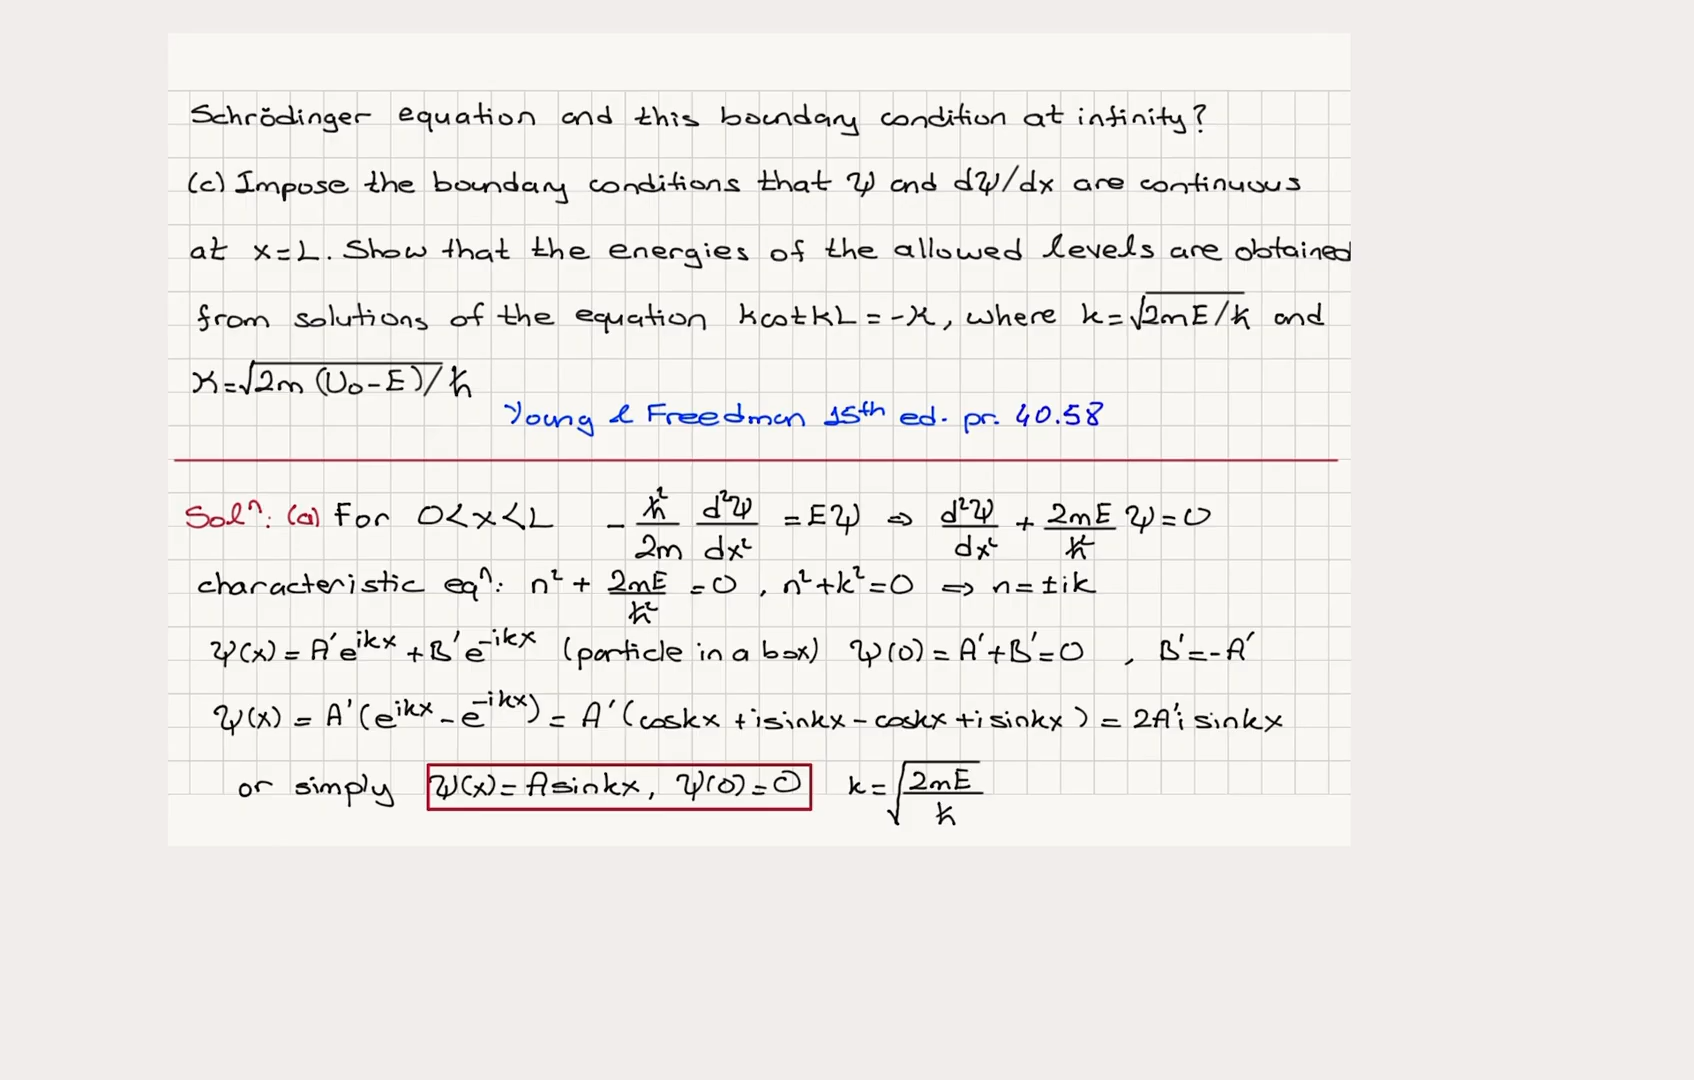 Schrödinger equation and this boundary condition at infinity?
(c) Impose the boundary conditions that ψ and dψ/dx are continuous
at x=L. Show that the energies of the allowed levels are obtained
from solutions of the equation kcotkL = -κ, where k=√2mE/ℏ and
κ=√2m(U₀-E)/ℏ
Young & Freedman 15th ed. pr. 40.58
Solⁿ: (a) For 0<x<L -ℏ²/2m d²ψ/dx² = Eψ ⇒ d²ψ/dx² + 2mE/ℏ² ψ=0
characteristic eqⁿ: n² + 2mE/ℏ² =0, n²+k²=0 ⇒ n=±ik
ψ(x) = A′e^ikx + B′e^-ikx (particle in a box) ψ(0) = A′+B′=0 , B′=-A′
ψ(x) = A′(e^ikx - e^-ikx) = A′(coskx + isinkx - coskx + isinkx) = 2A′i sinkx
or simply ψ(x)= Asinkx, ψ(0)=0 k=√2mE/ℏ